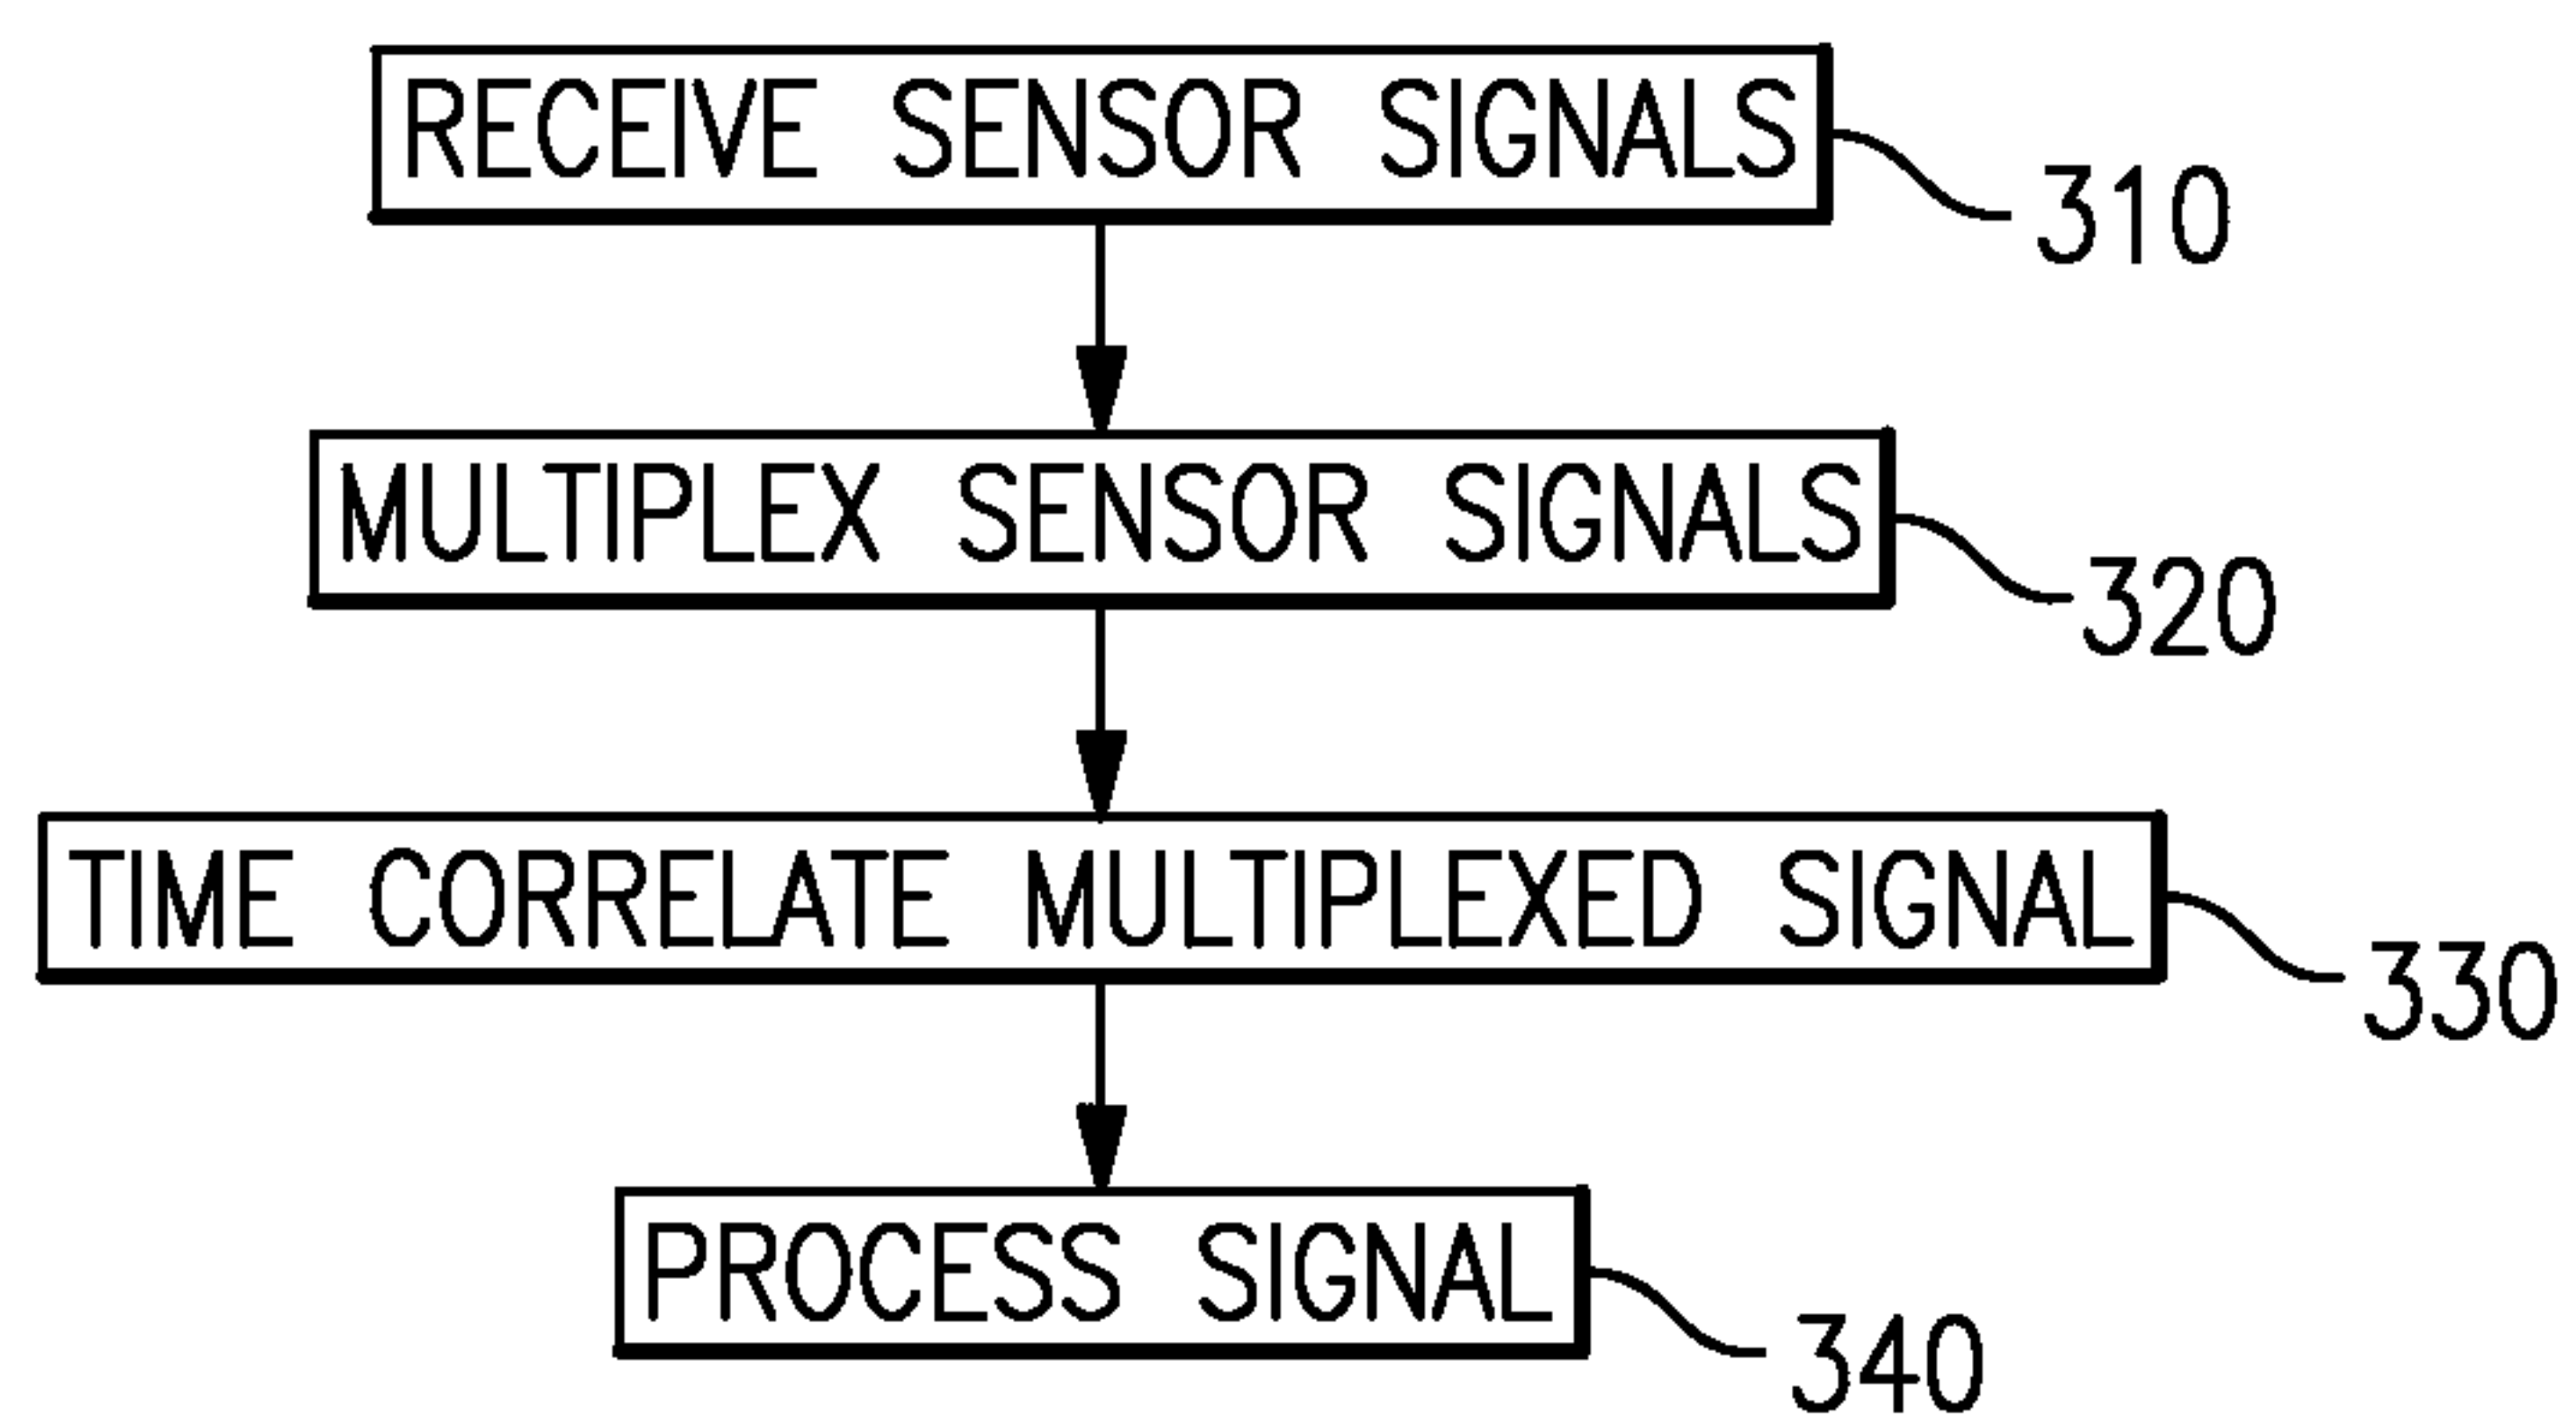 RECEIVE SENSOR SIGNALS
310
MULTIPLEX SENSOR SIGNALS
320
TIME CORRELATE MULTIPLEXED SIGNAL
330
PROCESS SIGNAL
340